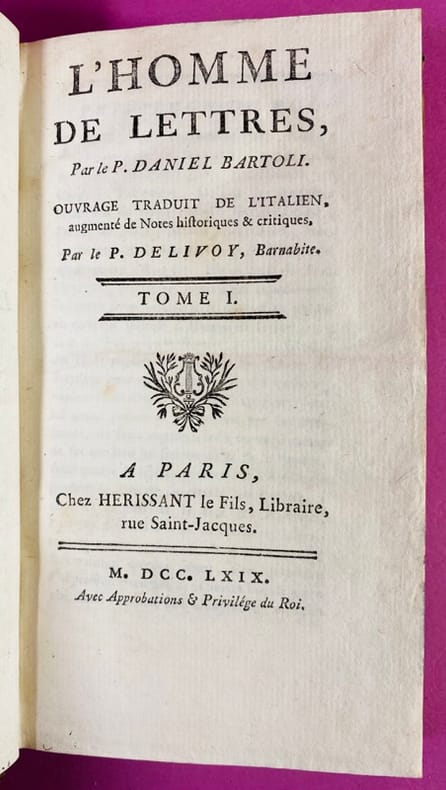 L'HOMME
DE LETTRES,
Par le P. DANIEL BARTOLI.
OUVRAGE TRADUIT DE L'ITALIEN,
augmenté de Notes hiſtoriques & critiques,
Par le P. DELIVOY, Barnabite.
TOME I.
A PARIS,
Chez HERISSANT le Fils, Libraire,
rue Saint-Jacques.
M. DCC. LXIX.
Avec Approbations & Privilége du Roi.